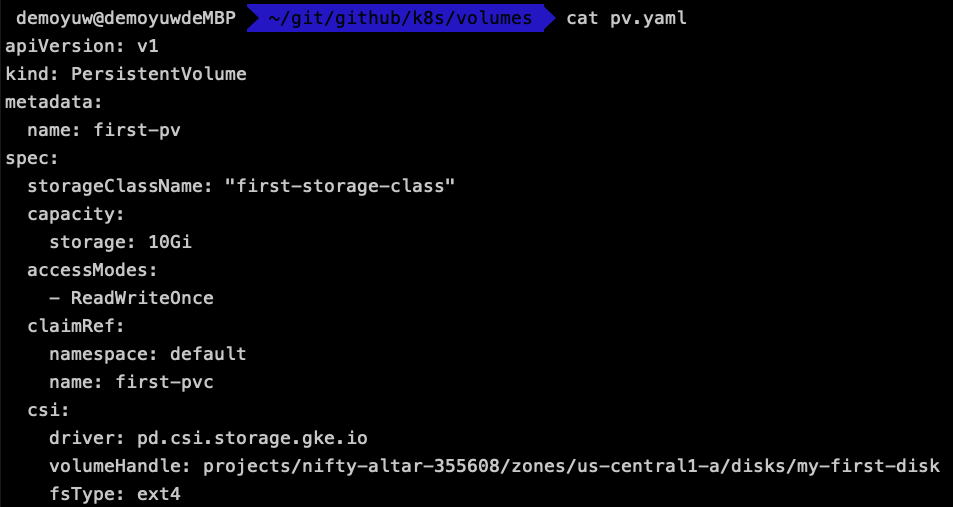 demoyuw@demoyuwdeMBP ~/git/github/k8s/volumes cat pv.yaml
apiVersion: v1
kind: PersistentVolume
metadata:
  name: first-pv
spec:
  storageClassName: "first-storage-class"
  capacity:
    storage: 10Gi
  accessModes:
    - ReadWriteOnce
  claimRef:
    namespace: default
    name: first-pvc
  csi:
    driver: pd.csi.storage.gke.io
    volumeHandle: projects/nifty-altar-355608/zones/us-central1-a/disks/my-first-disk
    fsType: ext4